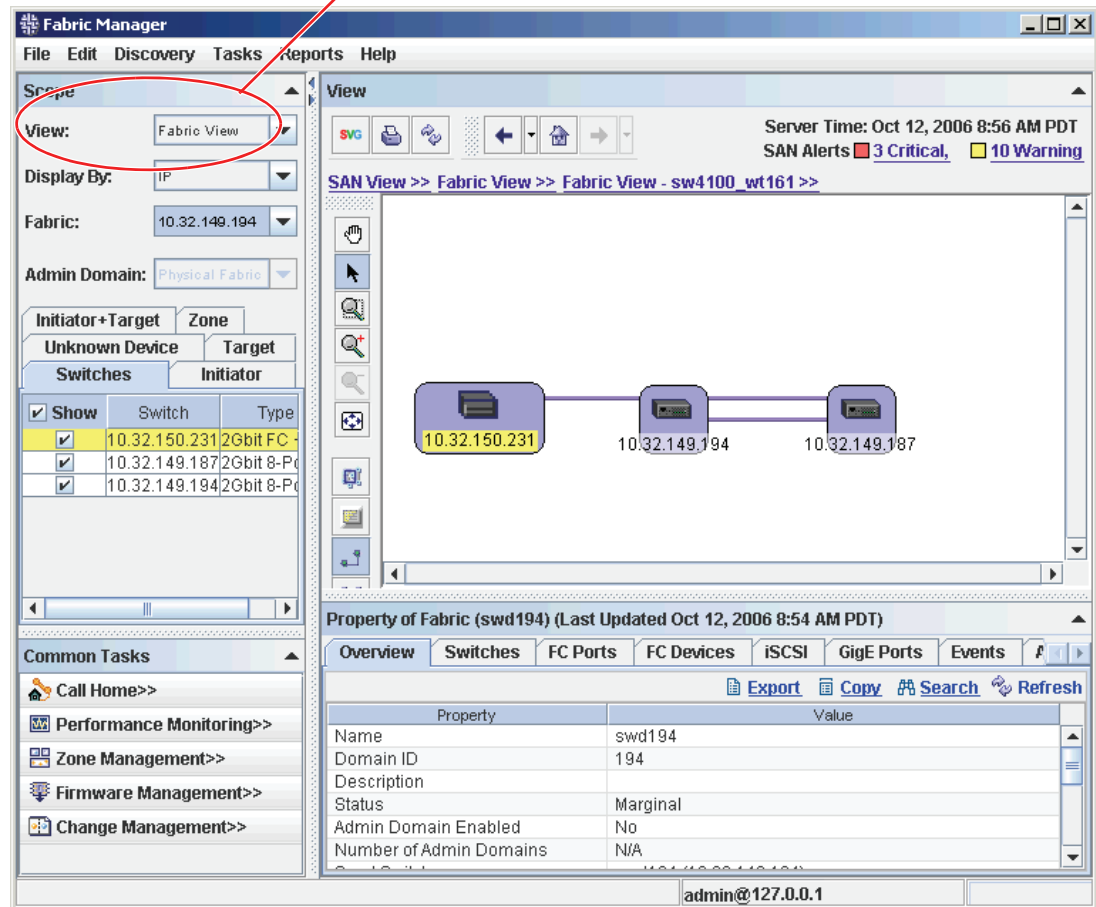 Fabric Manager
File Edit Discovery Tasks Reports Help
Scope
View: Fabric View
Display By: IP
Fabric: 10.32.149.194
Admin Domain: Physical Fabric
Initiator+Target Zone
Unknown Device Target
Switches Initiator
Show Switch Type
10.32.150.231 2Gbit FC
10.32.149.187 2Gbit 8-Po
10.32.149.194 2Gbit 8-Po
Common Tasks
Call Home>>
Performance Monitoring>>
Zone Management>>
Firmware Management>>
Change Management>>
View
SVG
Server Time: Oct 12, 2006 8:56 AM PDT
SAN Alerts 3 Critical, 10 Warning
SAN View >> Fabric View >> Fabric View - sw4100_wt161 >>
10.32.150.231 10.32.149.194 10.32.149.187
Property of Fabric (swd194) (Last Updated Oct 12, 2006 8:54 AM PDT)
Overview Switches FC Ports FC Devices iSCSI GigE Ports Events
Export Copy Search Refresh
Property Value
Name swd194
Domain ID 194
Description
Status Marginal
Admin Domain Enabled No
Number of Admin Domains N/A
admin@127.0.0.1